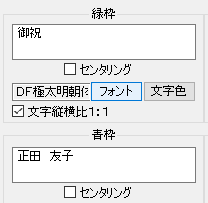 緑枠
御祝
センタリング
DF極太明朝体 フォント 文字色
文字縦横比1:1
青枠
正田　友子
センタリング